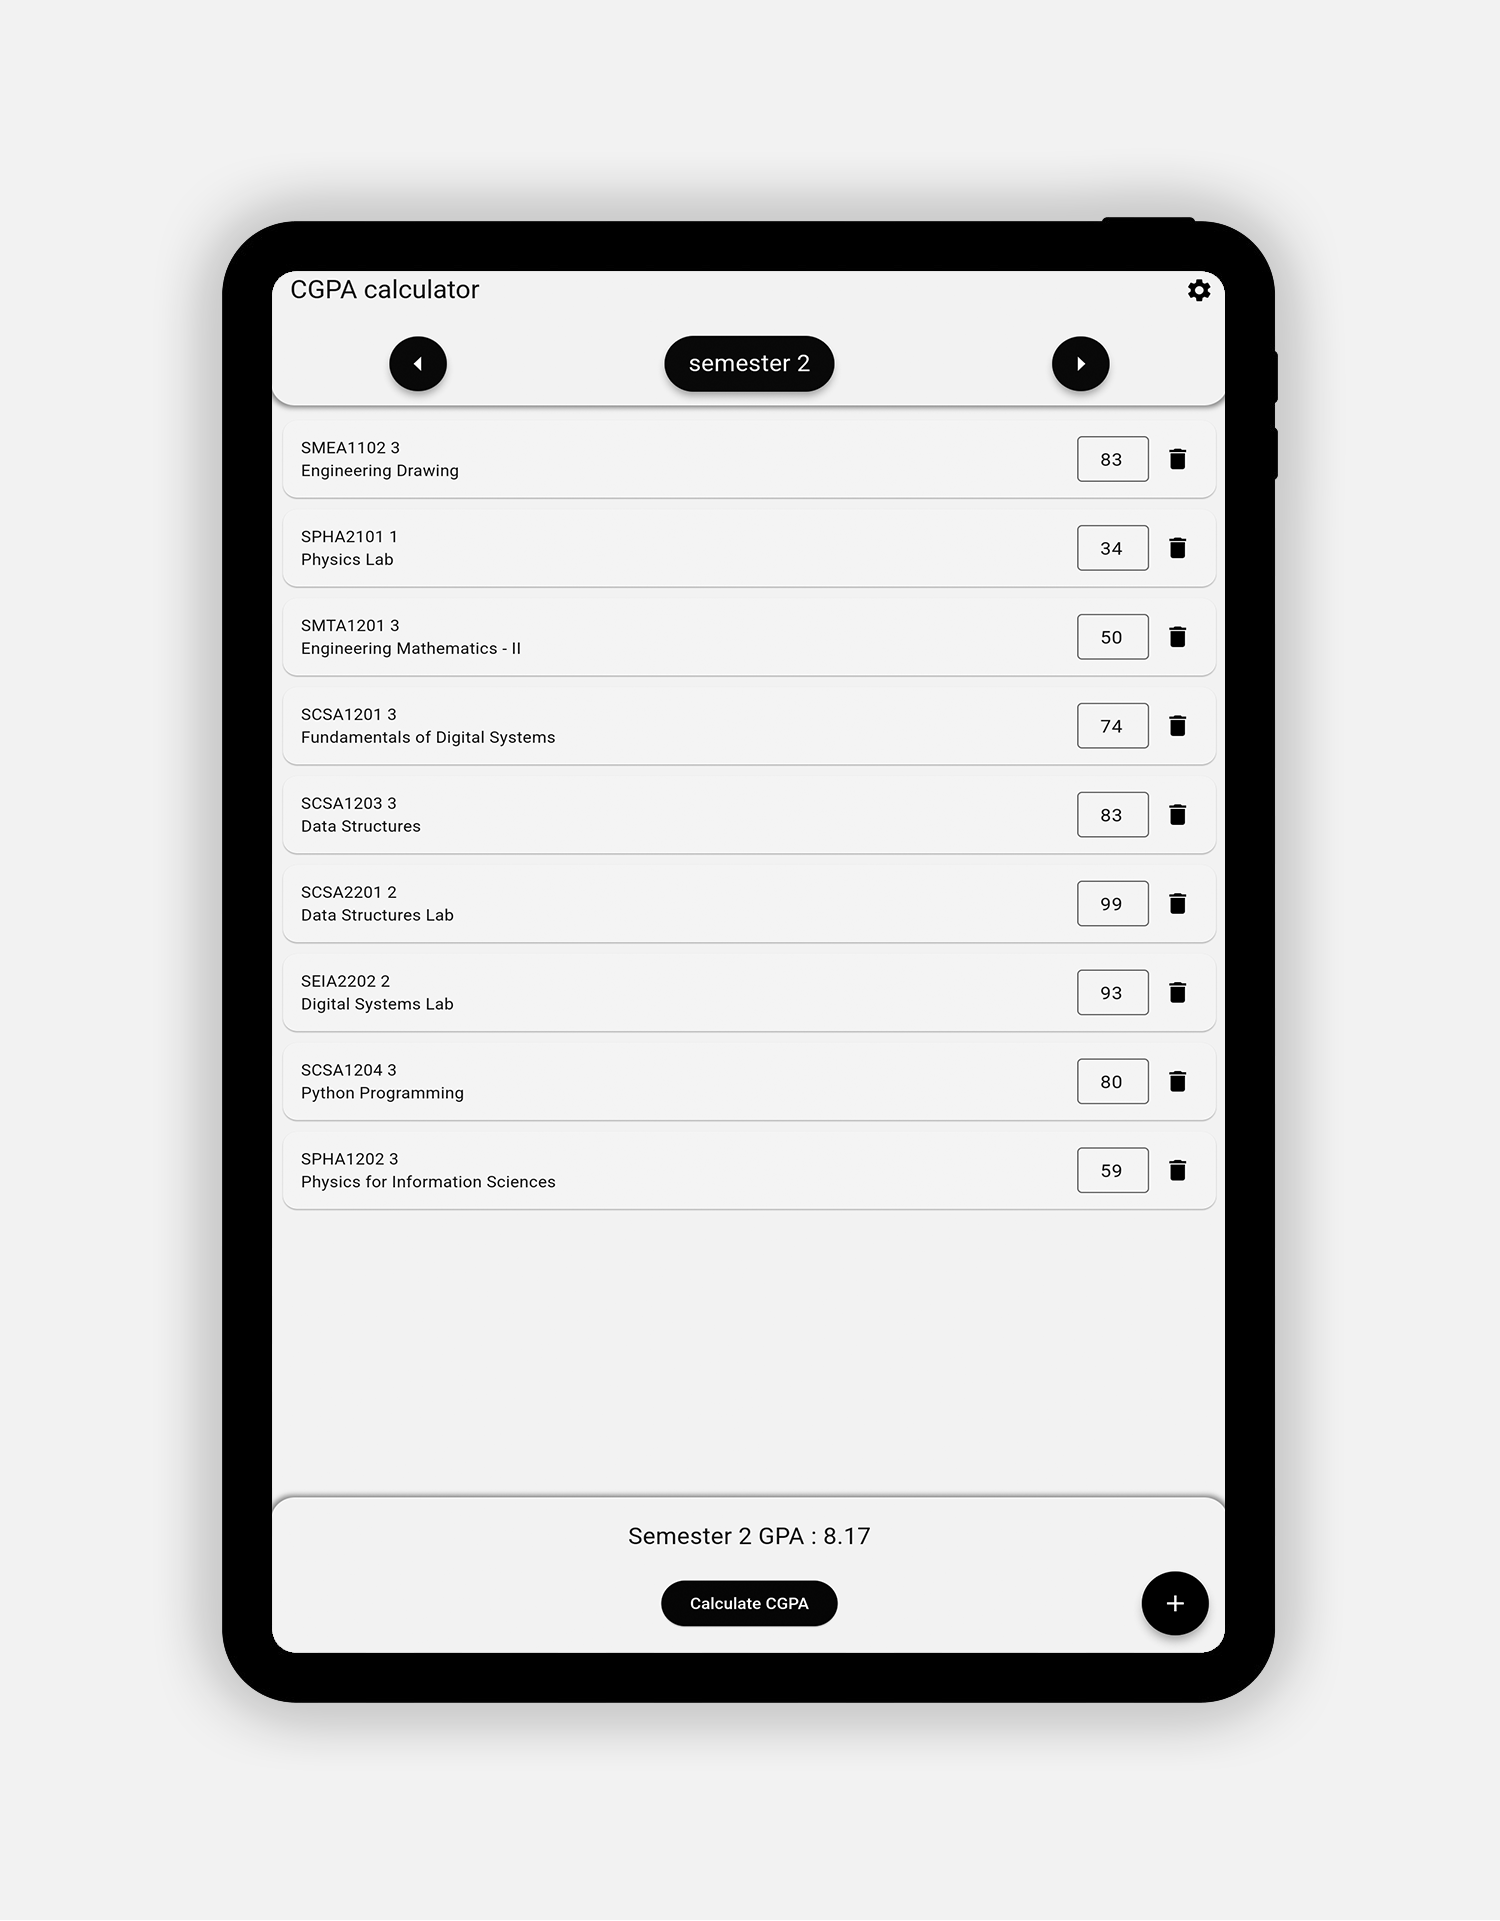 CGPA calculator
semester 2
SMEA1102 3
Engineering Drawing
83
SPHA2101 1
Physics Lab
34
SMTA1201 3
Engineering Mathematics - II
50
SCSA1201 3
Fundamentals of Digital Systems
74
SCSA1203 3
Data Structures
83
SCSA2201 2
Data Structures Lab
99
SEIA2202 2
Digital Systems Lab
93
SCSA1204 3
Python Programming
80
SPHA1202 3
Physics for Information Sciences
59
Semester 2 GPA : 8.17
Calculate CGPA